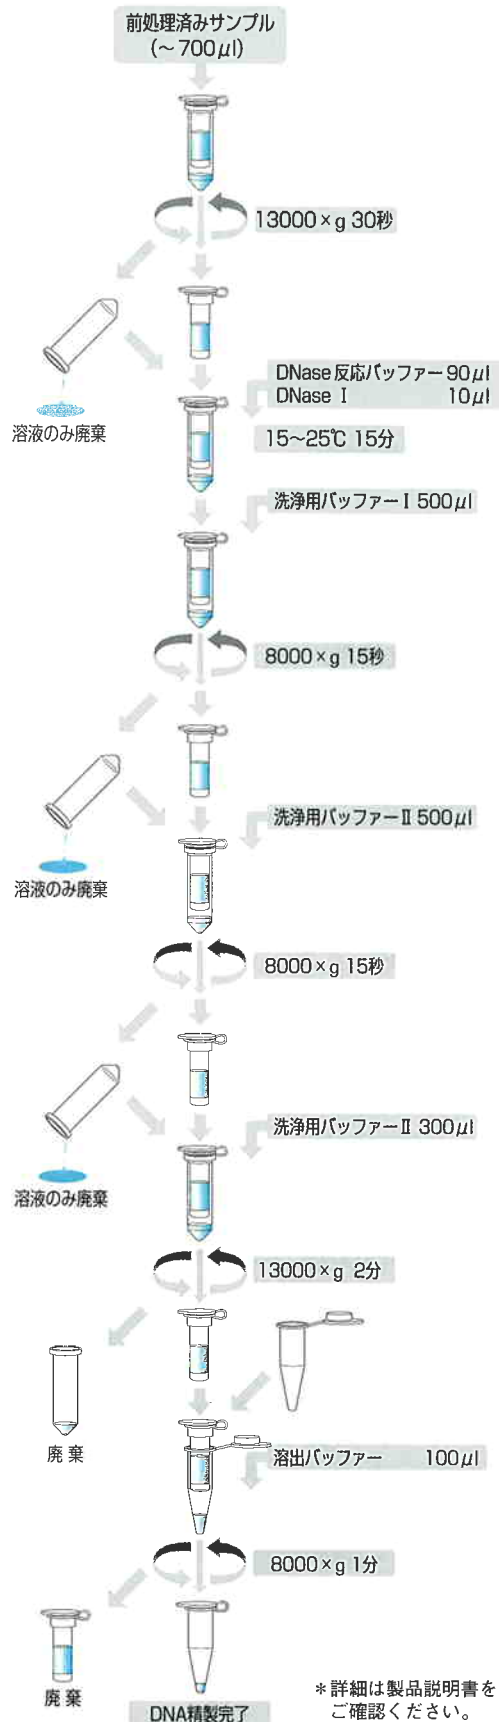 前処理済みサンプル
(～700μl)
13000×g 30秒
溶液のみ廃棄
DNase反応バッファー 90μl
DNase I 10μl
15～25℃ 15分
洗浄用バッファーⅠ 500μl
8000×g 15秒
洗浄用バッファーⅡ 500μl
溶液のみ廃棄
8000×g 15秒
洗浄用バッファーⅡ 300μl
溶液のみ廃棄
13000×g 2分
廃棄
溶出バッファー 100μl
8000×g 1分
廃棄
DNA精製完了
＊詳細は製品説明書を
ご確認ください。